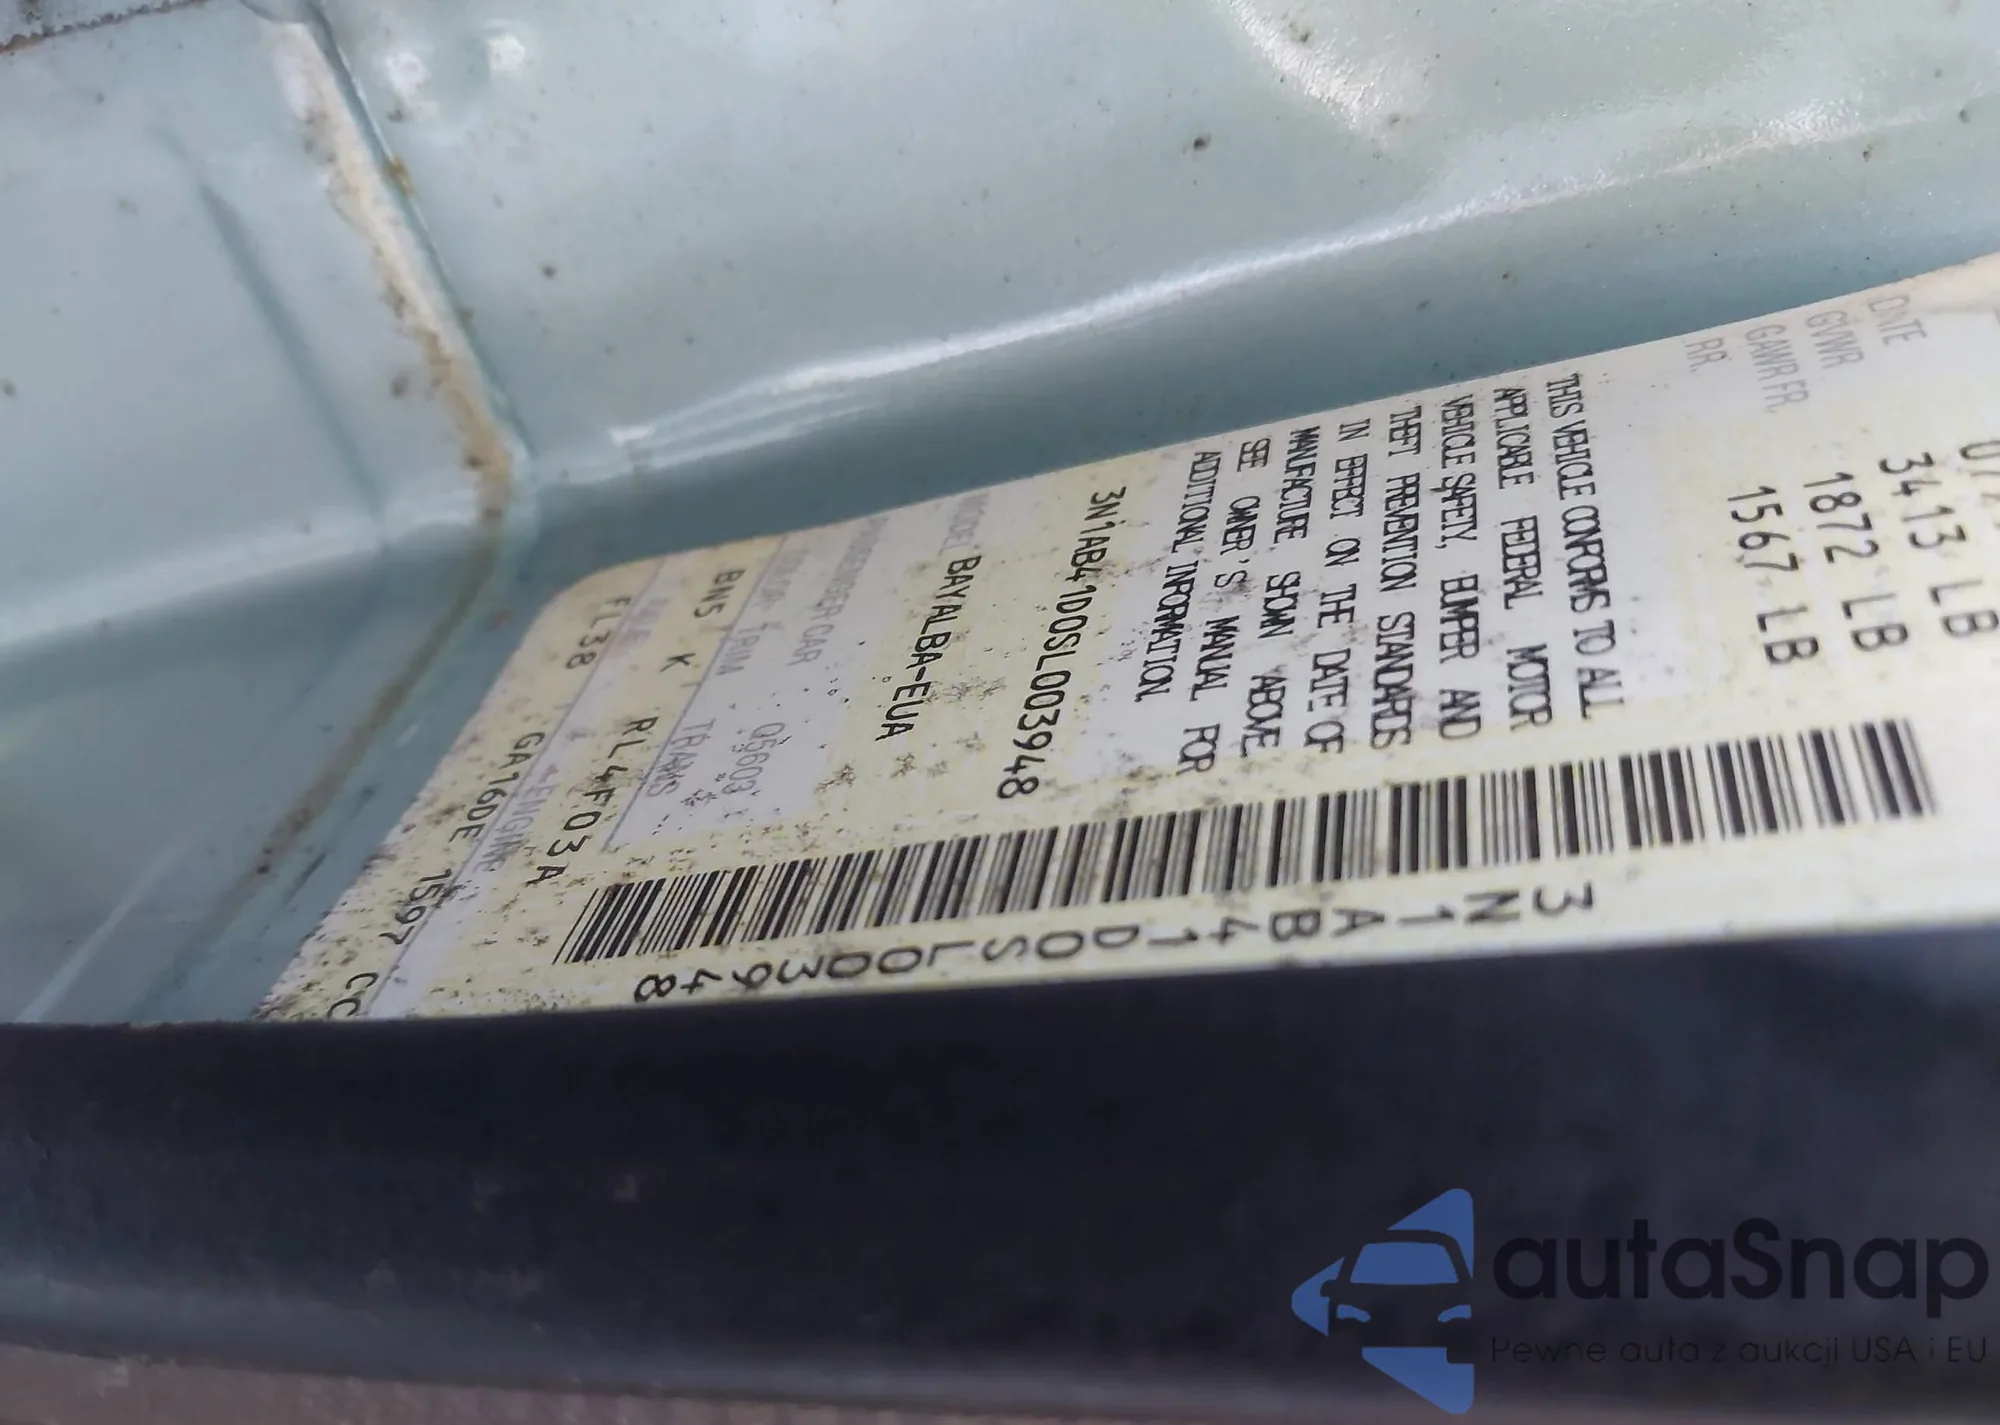 DATE
GVWR 3413 LB
GAWR FR. 1872 LB
RR. 1567 LB
THIS VEHICLE CONFORMS TO ALL
APPLICABLE FEDERAL MOTOR
VEHICLE SAFETY, BUMPER AND
THEFT PREVENTION STANDARDS
IN EFFECT ON THE DATE OF
MANUFACTURE SHOWN ABOVE.
SEE OWNER'S MANUAL FOR
ADDITIONAL INFORMATION.
3N1AB41D0SL003948
3N1AB41D0SL003948
MODEL BAYALBA-EUA
PASSENGER CAR
COLOR TRIM 05603
BN5 K TRANS
AXLE RL4F03A
FL38 ENGINE
GA16DE 1597 CC
autaSnap
Pewne auta z aukcji USA i EU